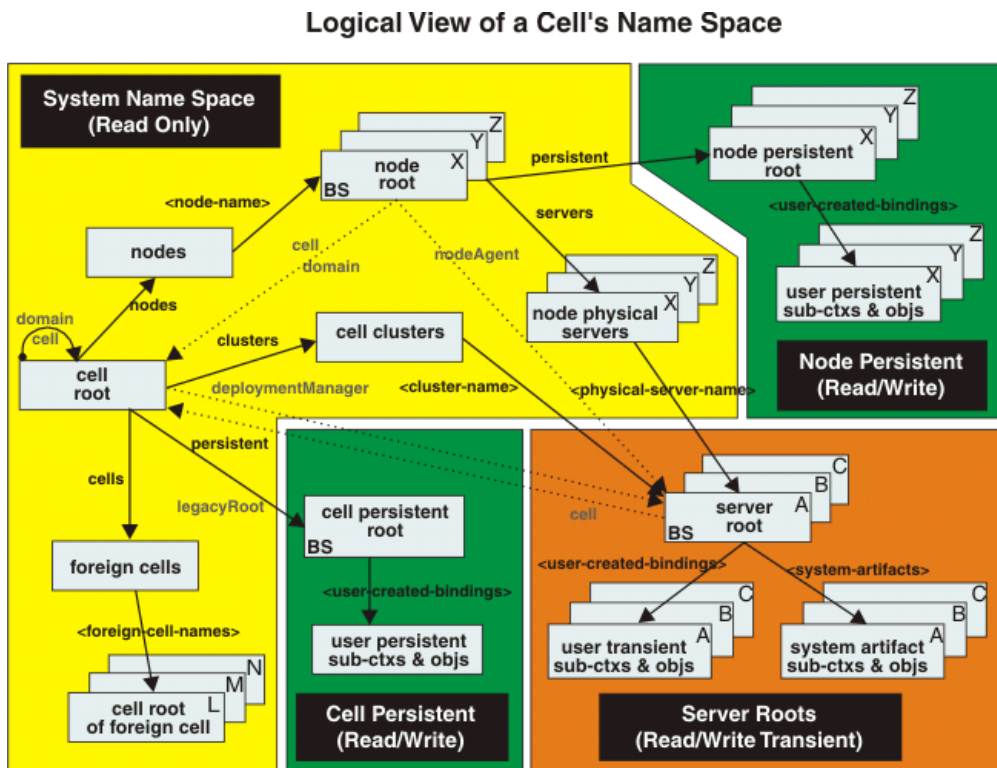 Logical View of a Cell's Name Space
System Name Space
(Read Only)
Z
Y
X
node
root
BS
persistent
Z
Y
X
node persistent
root
<user-created-bindings>
Z
Y
X
user persistent
sub-ctxs & objs
Node Persistent
(Read/Write)
<node-name>
servers
nodes
cell
domain
nodeAgent
Z
Y
X
node physical
servers
nodes
domain
cell
clusters
cell clusters
cell
root
deploymentManager
<cluster-name>
<physical-server-name>
persistent
cells
legacyRoot
cell persistent
root
BS
cell
C
B
A
server
root
BS
foreign cells
<user-created-bindings>
<user-created-bindings>
<system-artifacts>
<foreign-cell-names>
user persistent
sub-ctxs & objs
C
B
A
user transient
sub-ctxs & objs
C
B
A
system artifact
sub-ctxs & objs
N
M
L
cell root
of foreign cell
Cell Persistent
(Read/Write)
Server Roots
(Read/Write Transient)